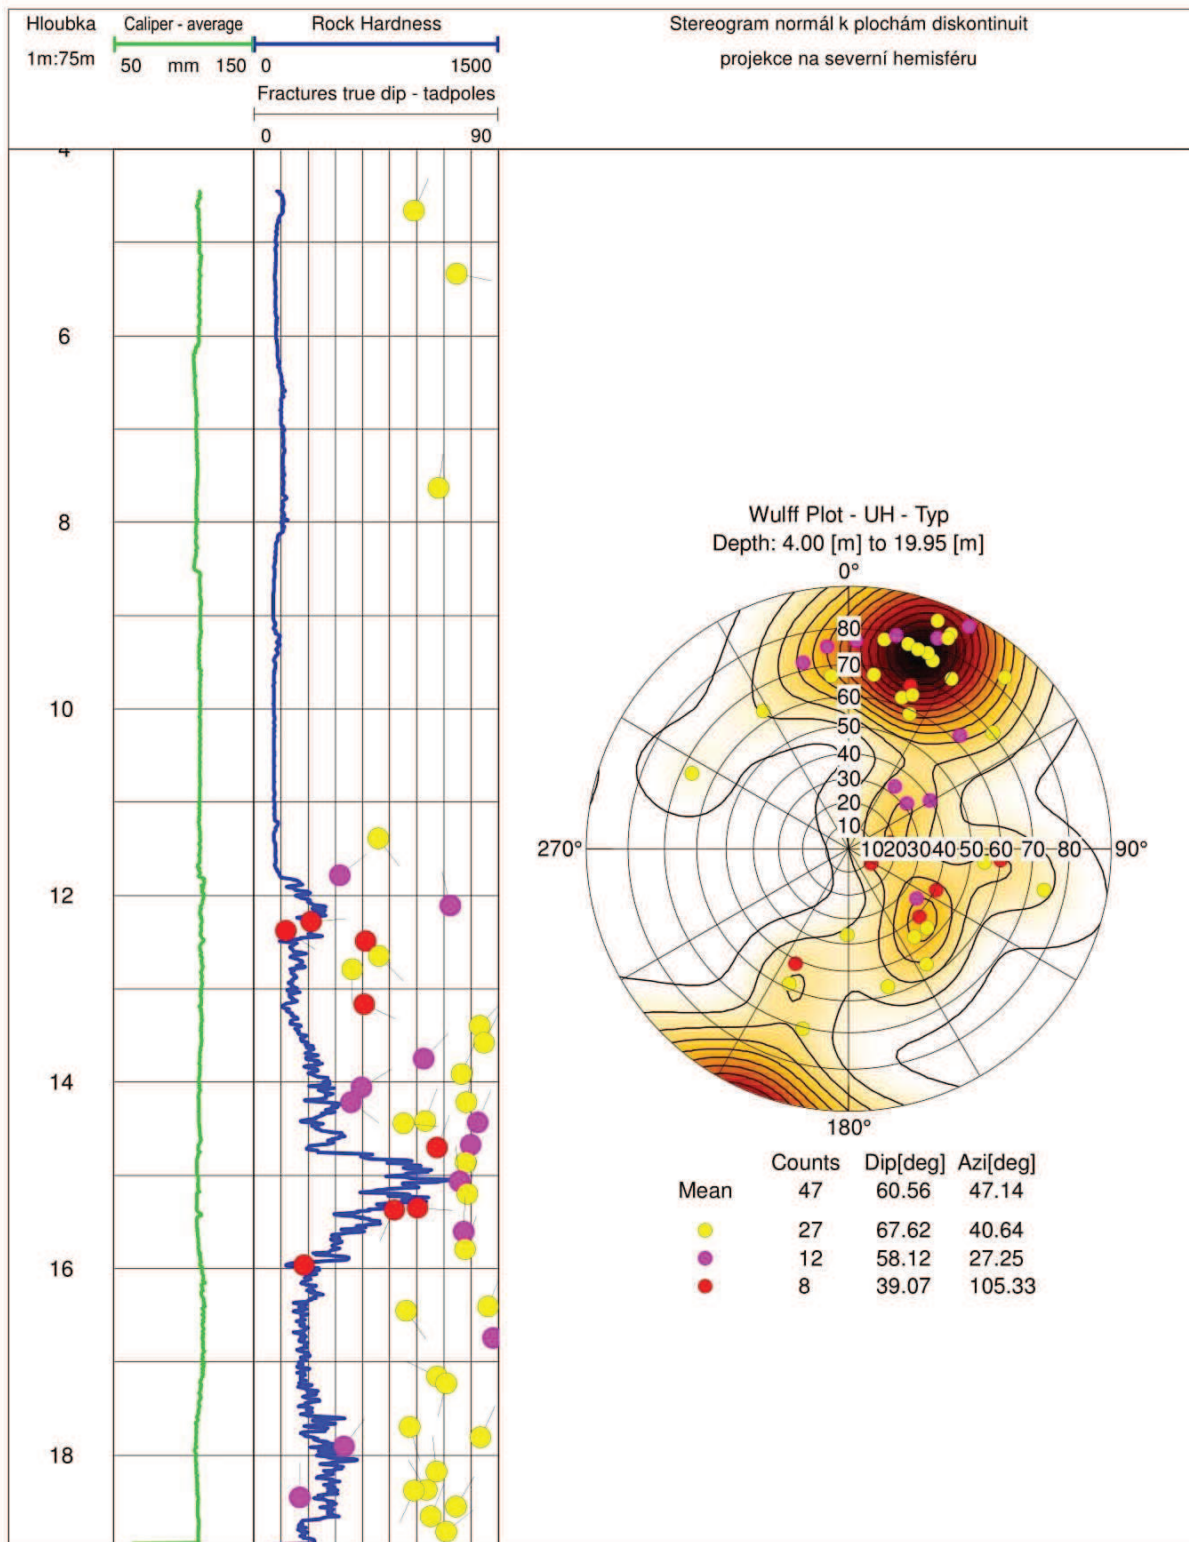 Hloubka
1m:75m
Caliper - average
50 mm 150
Rock Hardness
0 1500
Fractures true dip - tadpoles
0 90
Stereogram normál k plochám diskontinuit
projekce na severní hemisféru
4
6
8
10
12
14
16
18
Wulff Plot - UH - Typ
Depth: 4.00 [m] to 19.95 [m]
0°
80
70
60
50
40
30
20
10
270°
10 20 30 40 50 60 70 80
90°
180°
Counts Dip[deg] Azi[deg]
Mean 47 60.56 47.14
27 67.62 40.64
12 58.12 27.25
8 39.07 105.33